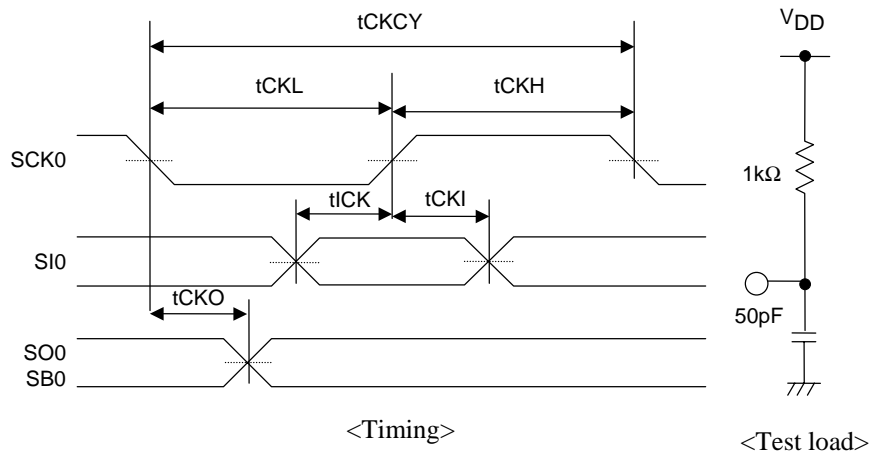 tCKCY
VDD
tCKL
tCKH
SCK0
1kΩ
tICK
tCKI
SI0
tCKO
50pF
SO0
SB0
<Timing>
<Test load>